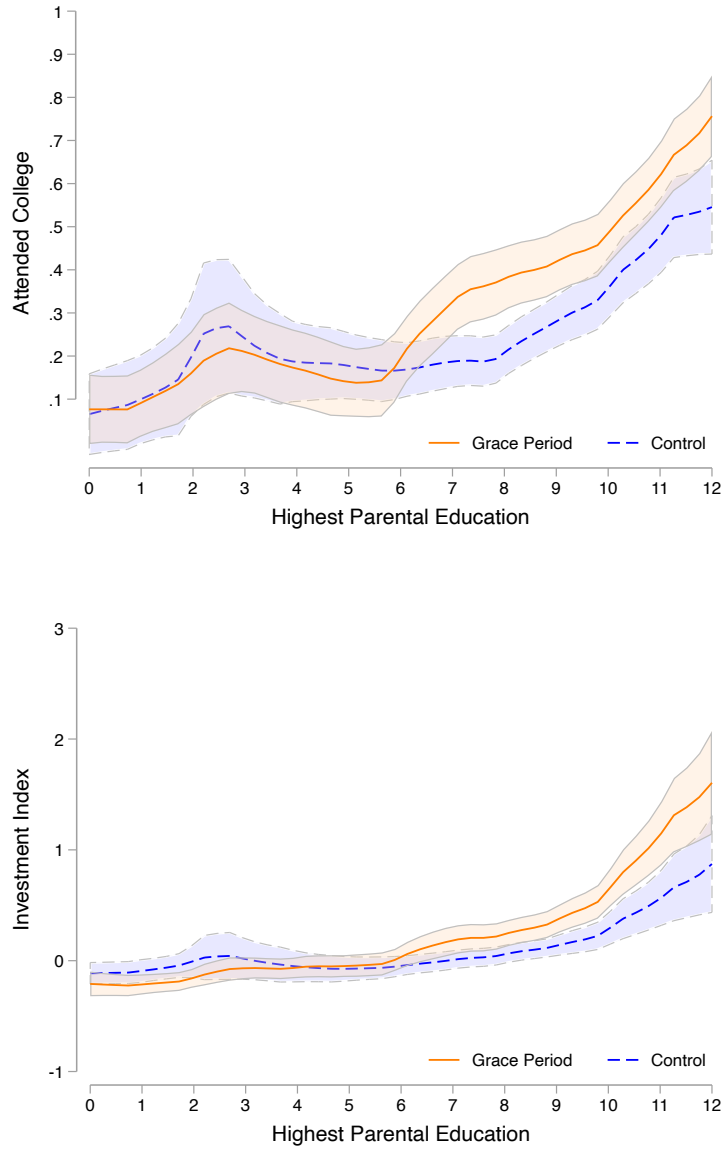 1
.9
.8
.7
.6
.5
.4
.3
.2
.1
Attended College
Grace Period
Control
0 1 2 3 4 5 6 7 8 9 10 11 12
Highest Parental Education
3
2
1
0
-1
Investment Index
Grace Period
Control
0 1 2 3 4 5 6 7 8 9 10 11 12
Highest Parental Education